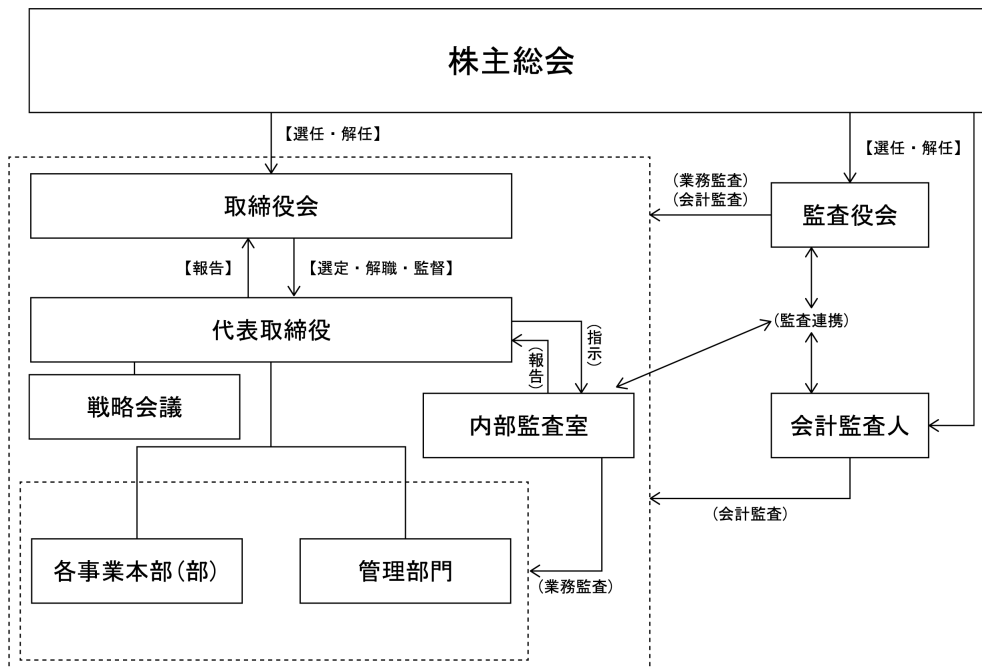 株主総会
【選任・解任】
【選任・解任】
取締役会
(業務監査)
(会計監査)
監査役会
【報告】
【選定・解職・監督】
代表取締役
(指示)
(報告)
(監査連携)
戦略会議
内部監査室
会計監査人
(会計監査)
各事業本部(部)
管理部門
(業務監査)